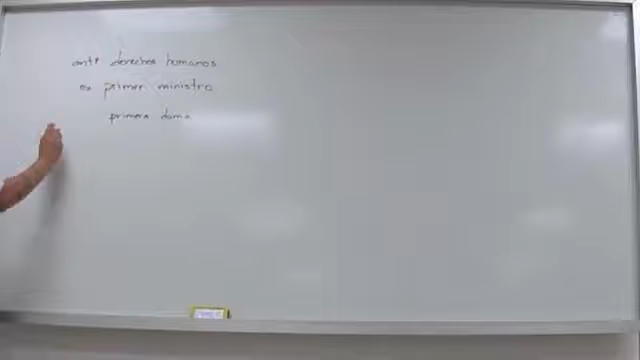 anti derechos humanos
ex primer ministro
primera dama